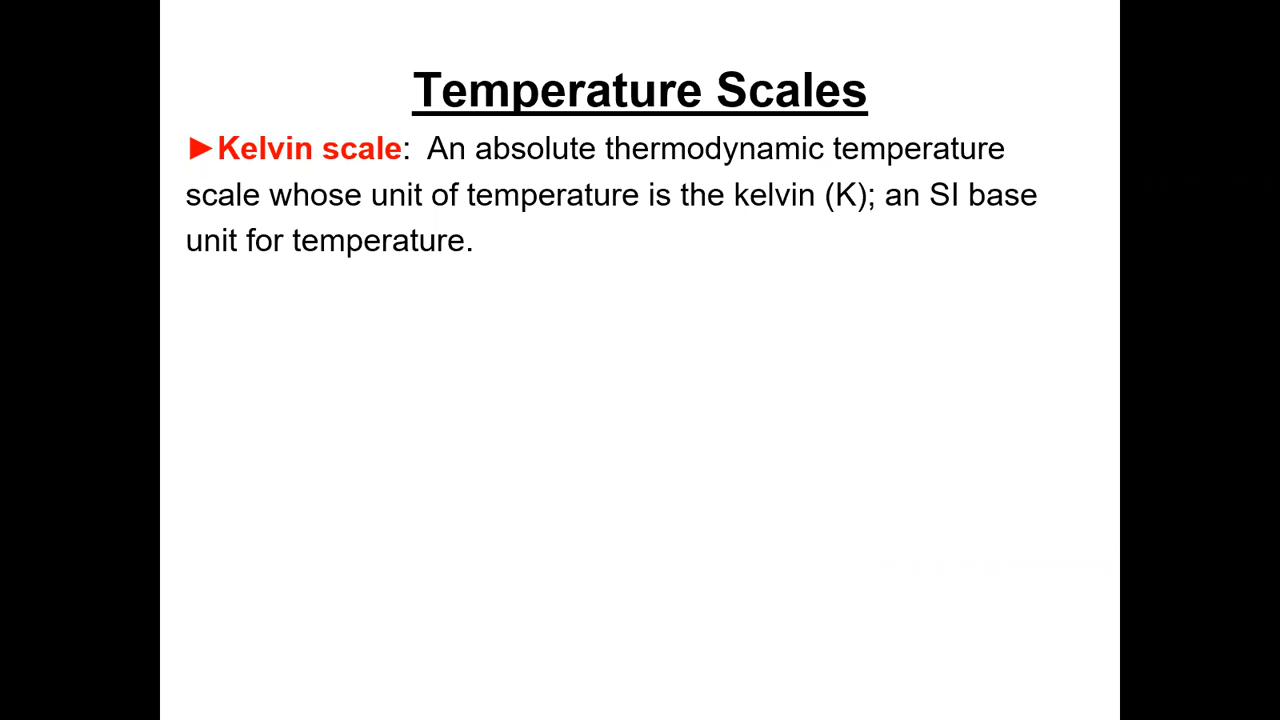 Temperature Scales
►Kelvin scale:  An absolute thermodynamic temperature
scale whose unit of temperature is the kelvin (K); an SI base
unit for temperature.